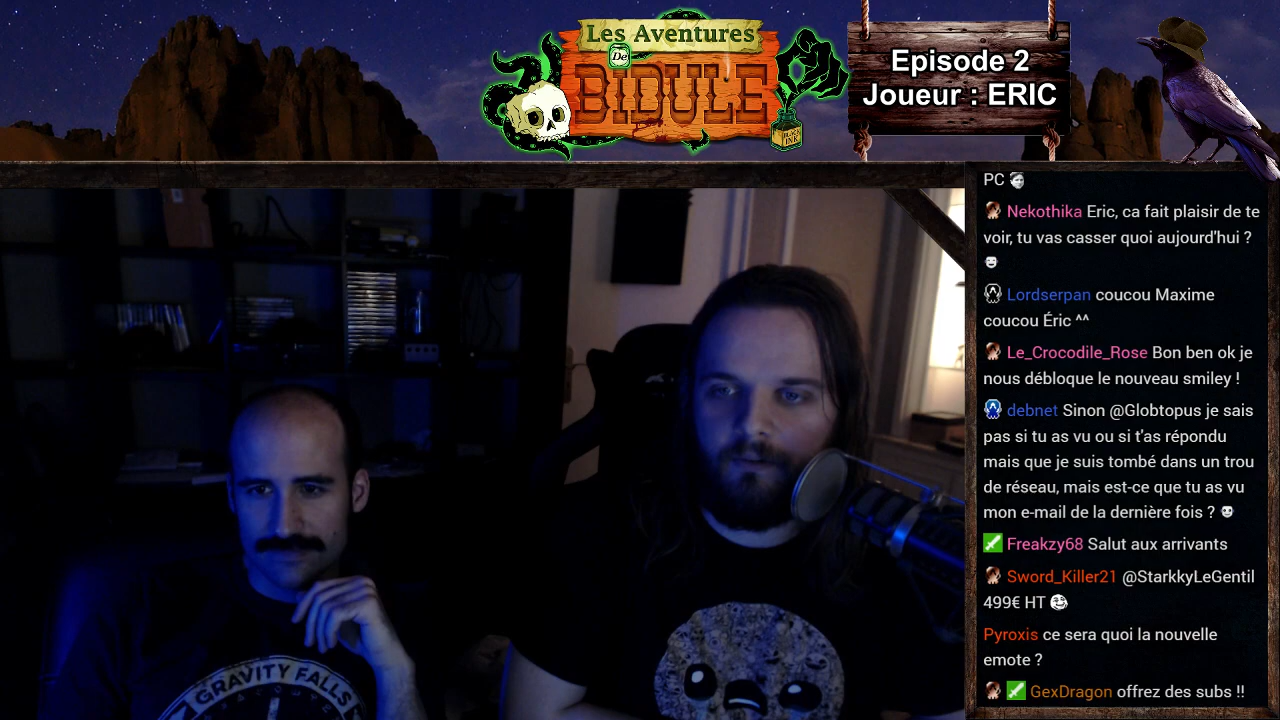 Les Aventures
De
BIDULE
BLACK
INK
Episode 2
Joueur : ERIC
PC
Nekothika Eric, ca fait plaisir de te
voir, tu vas casser quoi aujourd'hui ?
Lordserpan coucou Maxime
coucou Éric ^^
Le_Crocodile_Rose Bon ben ok je
nous débloque le nouveau smiley !
debnet Sinon @Globtopus je sais
pas si tu as vu ou si t'as répondu
mais que je suis tombé dans un trou
de réseau, mais est-ce que tu as vu
mon e-mail de la dernière fois ?
Freakzy68 Salut aux arrivants
Sword_Killer21 @StarkkyLeGentil
499€ HT
Pyroxis ce sera quoi la nouvelle
emote ?
GexDragon offrez des subs !!
GRAVITY FALLS